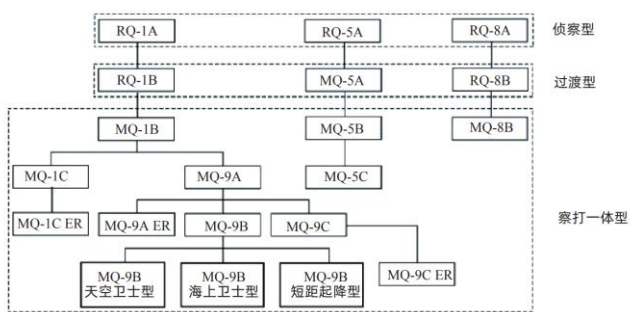 RQ-1A
RQ-5A
RQ-8A
侦察型
RQ-1B
MQ-5A
RQ-8B
过渡型
MQ-1B
MQ-5B
MQ-8B
MQ-1C
MQ-9A
MQ-5C
MQ-1C ER
MQ-9A ER
MQ-9B
MQ-9C
察打一体型
MQ-9B
天空卫士型
MQ-9B
海上卫士型
MQ-9B
短距起降型
MQ-9C ER